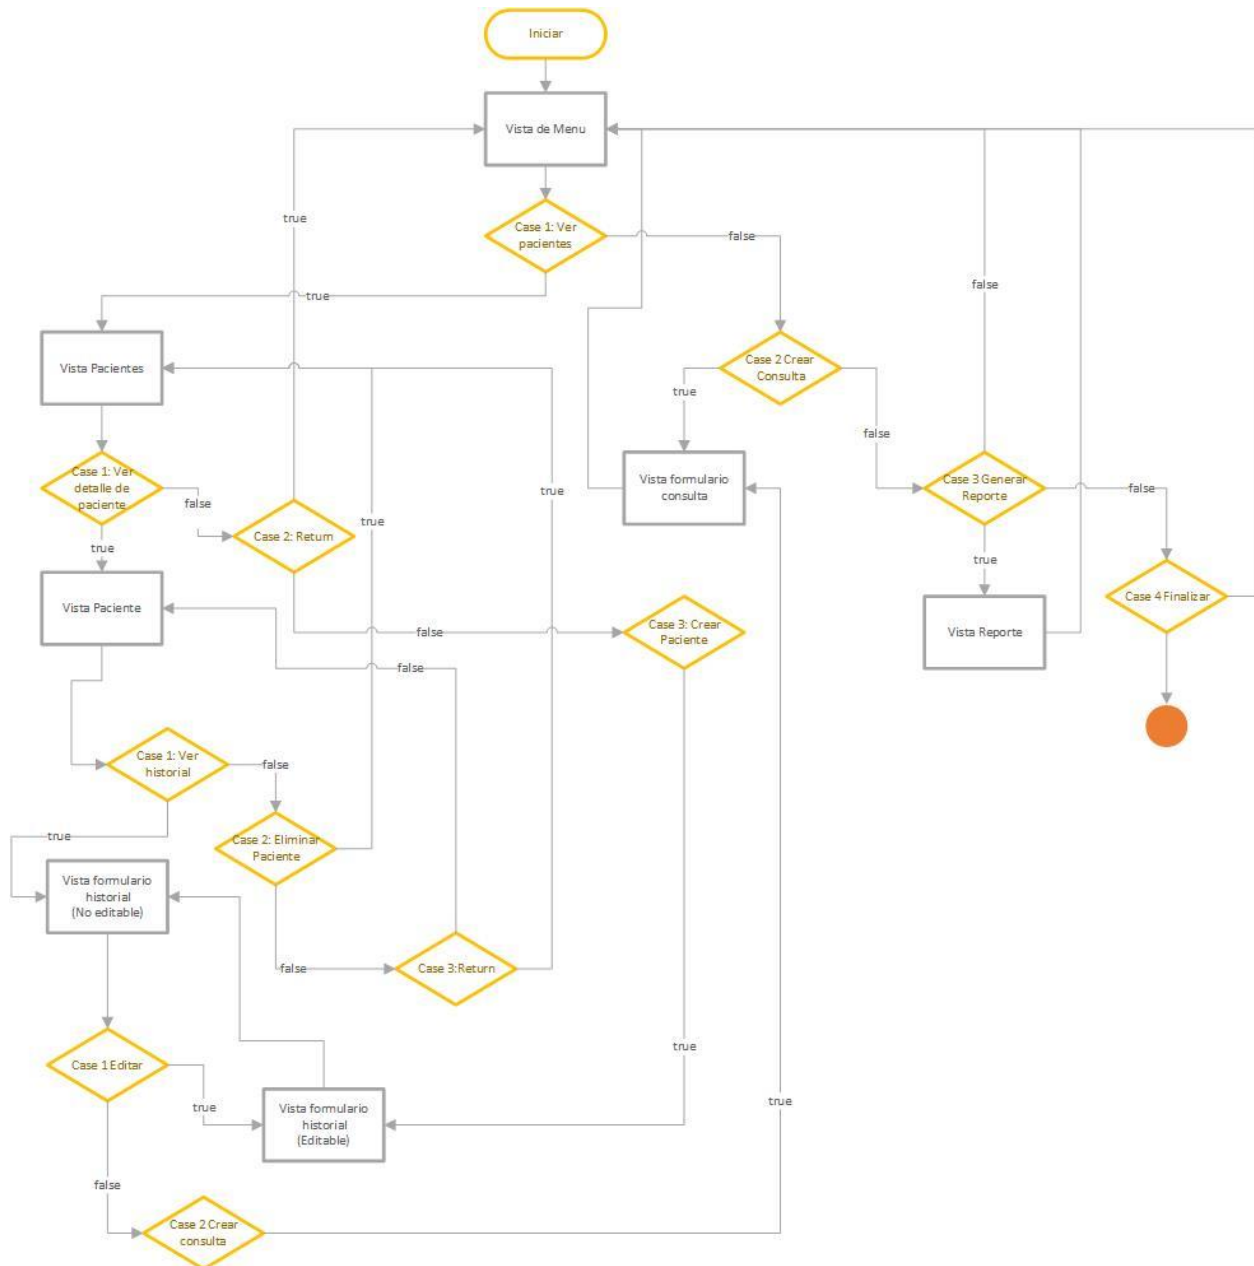 Iniciar
Vista de Menu
true
Case 1: Ver
pacientes
false
true
false
Vista Pacientes
Case 2 Crear
Consulta
true
false
Case 1: Ver
detalle de
paciente
false
true
Case 2: Return
true
true
Vista formulario
consulta
Case 3 Generar
Reporte
false
true
Vista Paciente
false
Case 3: Crear
Paciente
Vista Reporte
Case 4 Finalizar
false
Case 1: Ver
historial
false
true
Case 2: Eliminar
Paciente
Vista formulario
historial
(No editable)
false
Case 3:Return
true
Case 1 Editar
true
Vista formulario
historial
(Editable)
true
false
Case 2 Crear
consulta